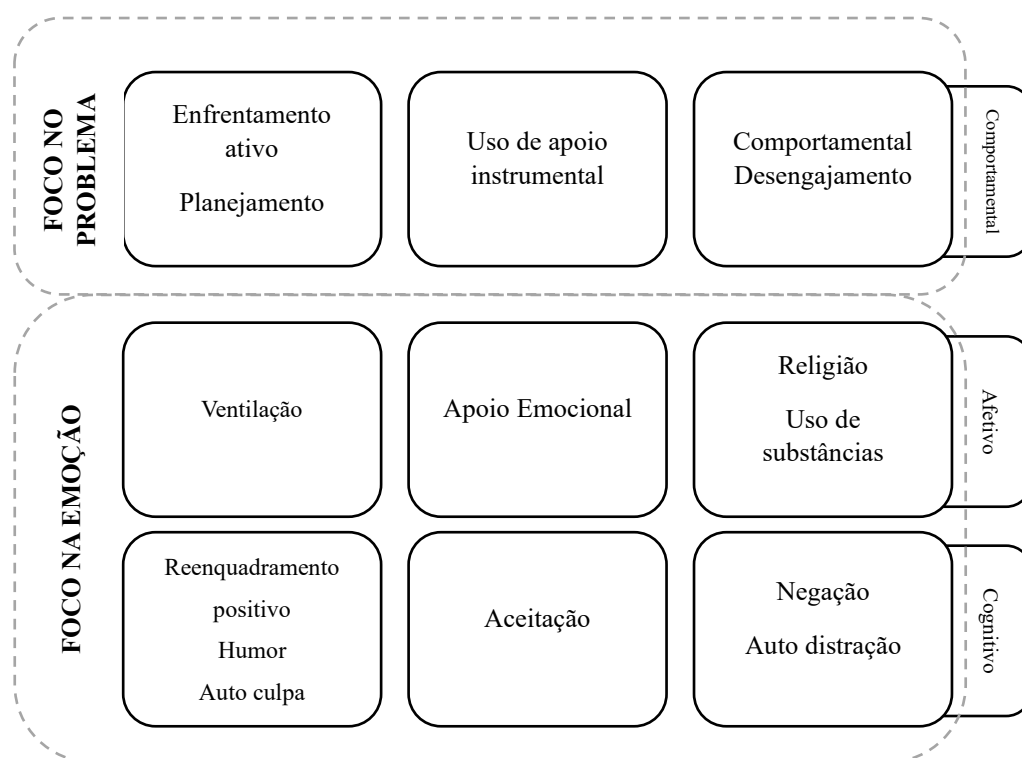 FOCO NO
PROBLEMA
Enfrentamento
ativo
Planejamento
Uso de apoio
instrumental
Comportamental
Desengajamento
Comportamental
FOCO NA EMOÇÃO
Ventilação
Apoio Emocional
Religião
Uso de
substâncias
Afetivo
Reenquadramento
positivo
Humor
Auto culpa
Aceitação
Negação
Auto distração
Cognitivo